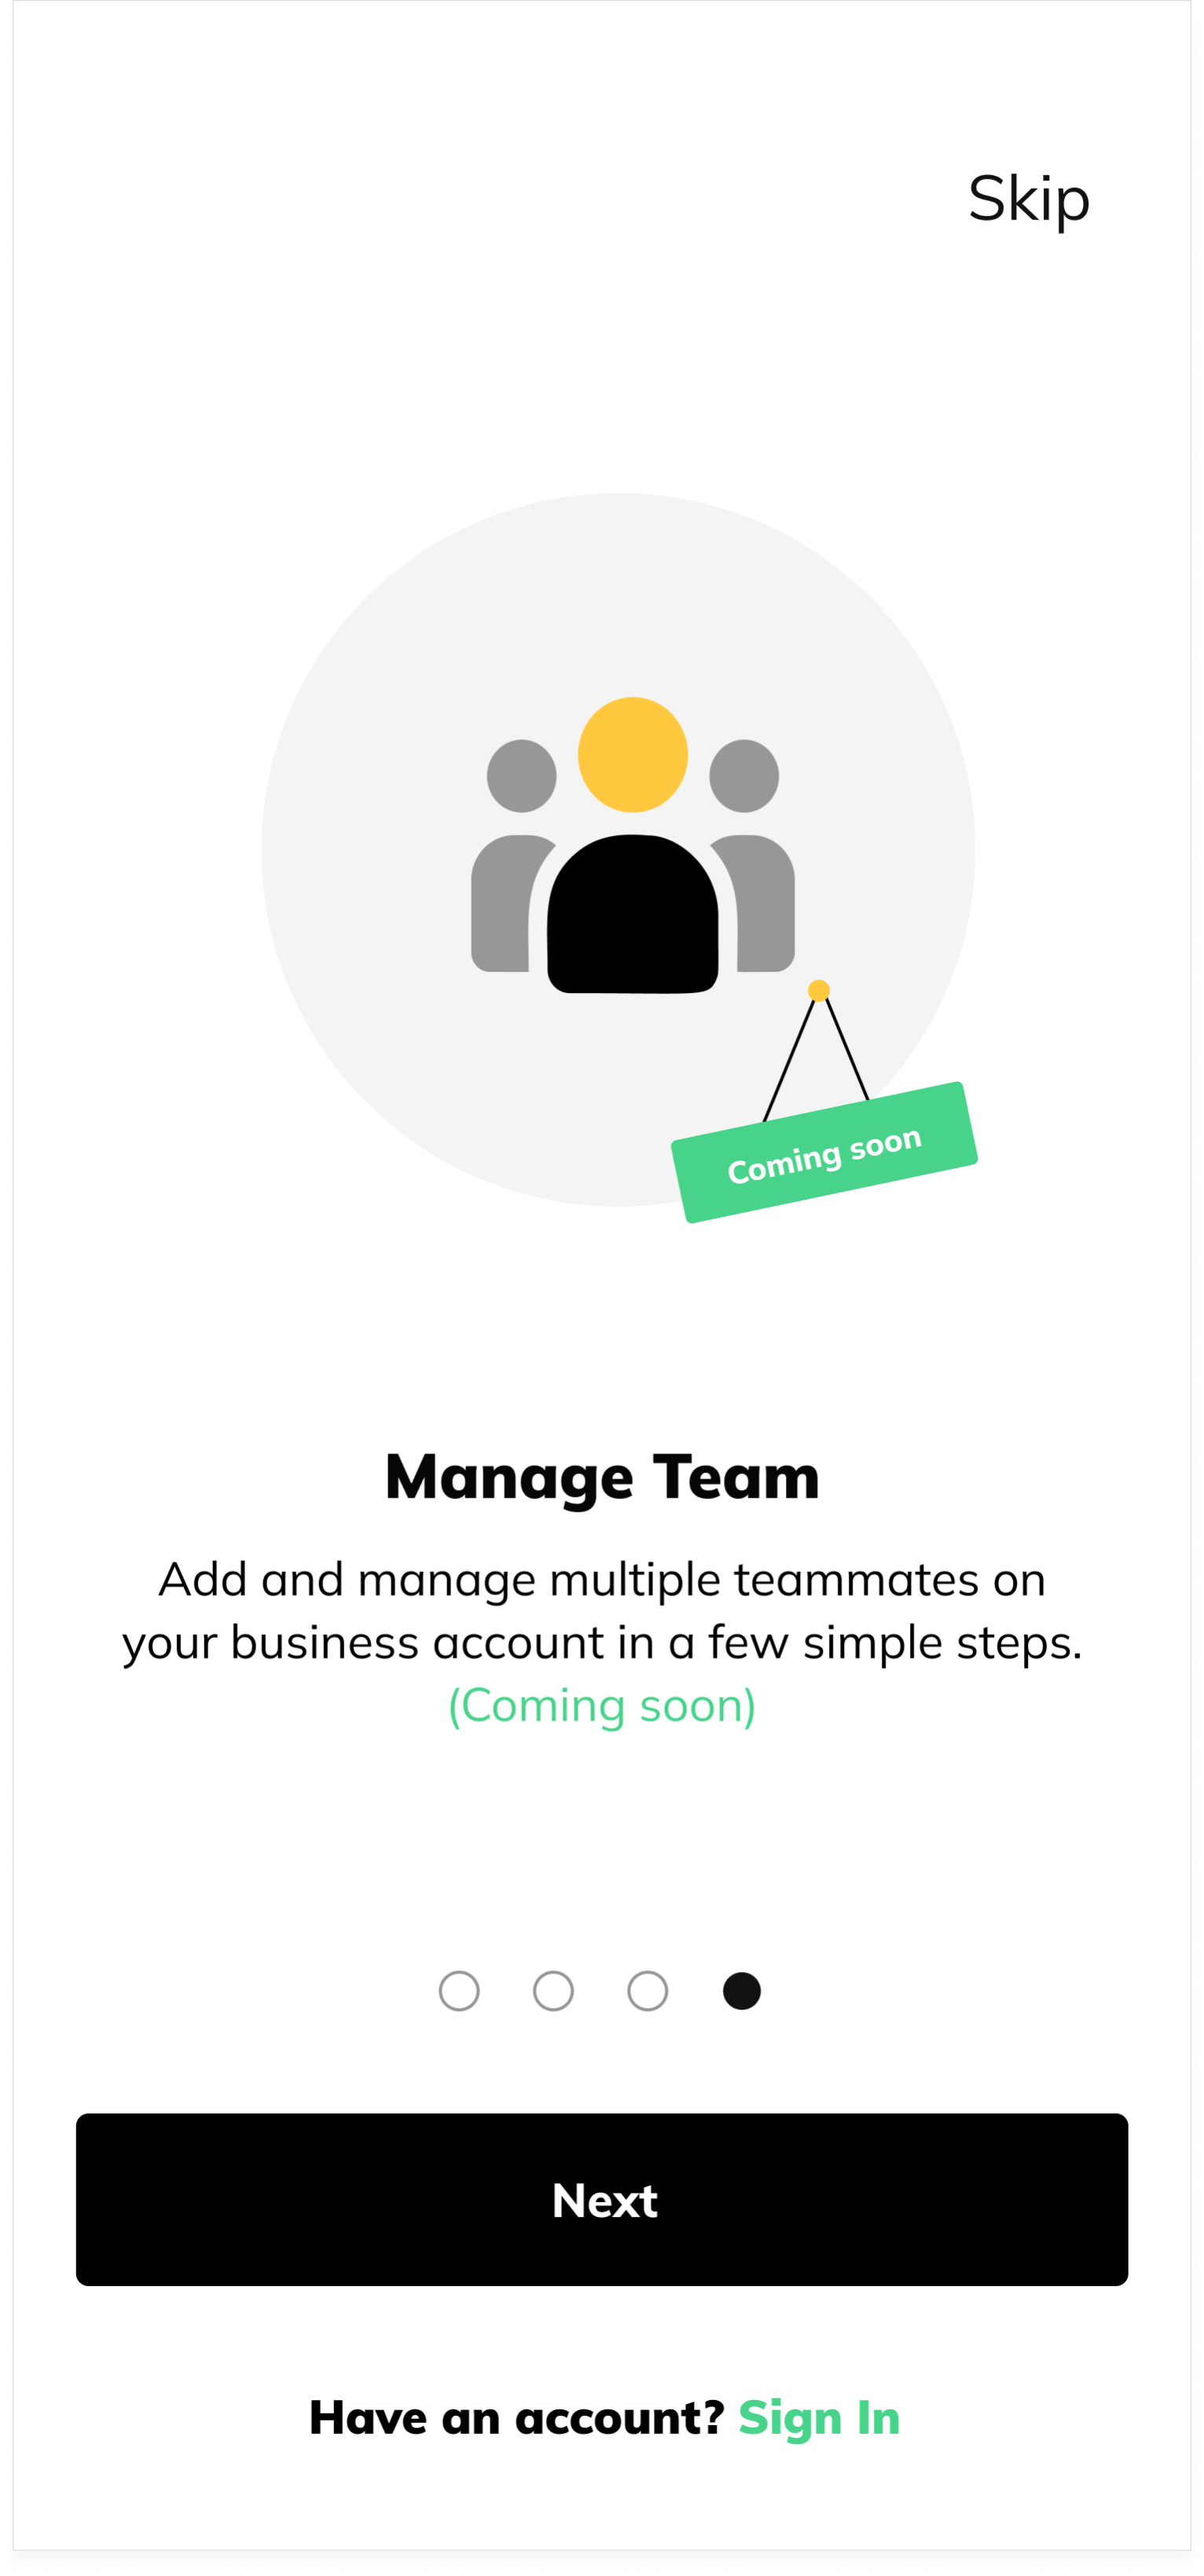 Skip
Coming soon
Manage Team
Add and manage multiple teammates on
your business account in a few simple steps.
(Coming soon)
Next
Have an account? Sign In